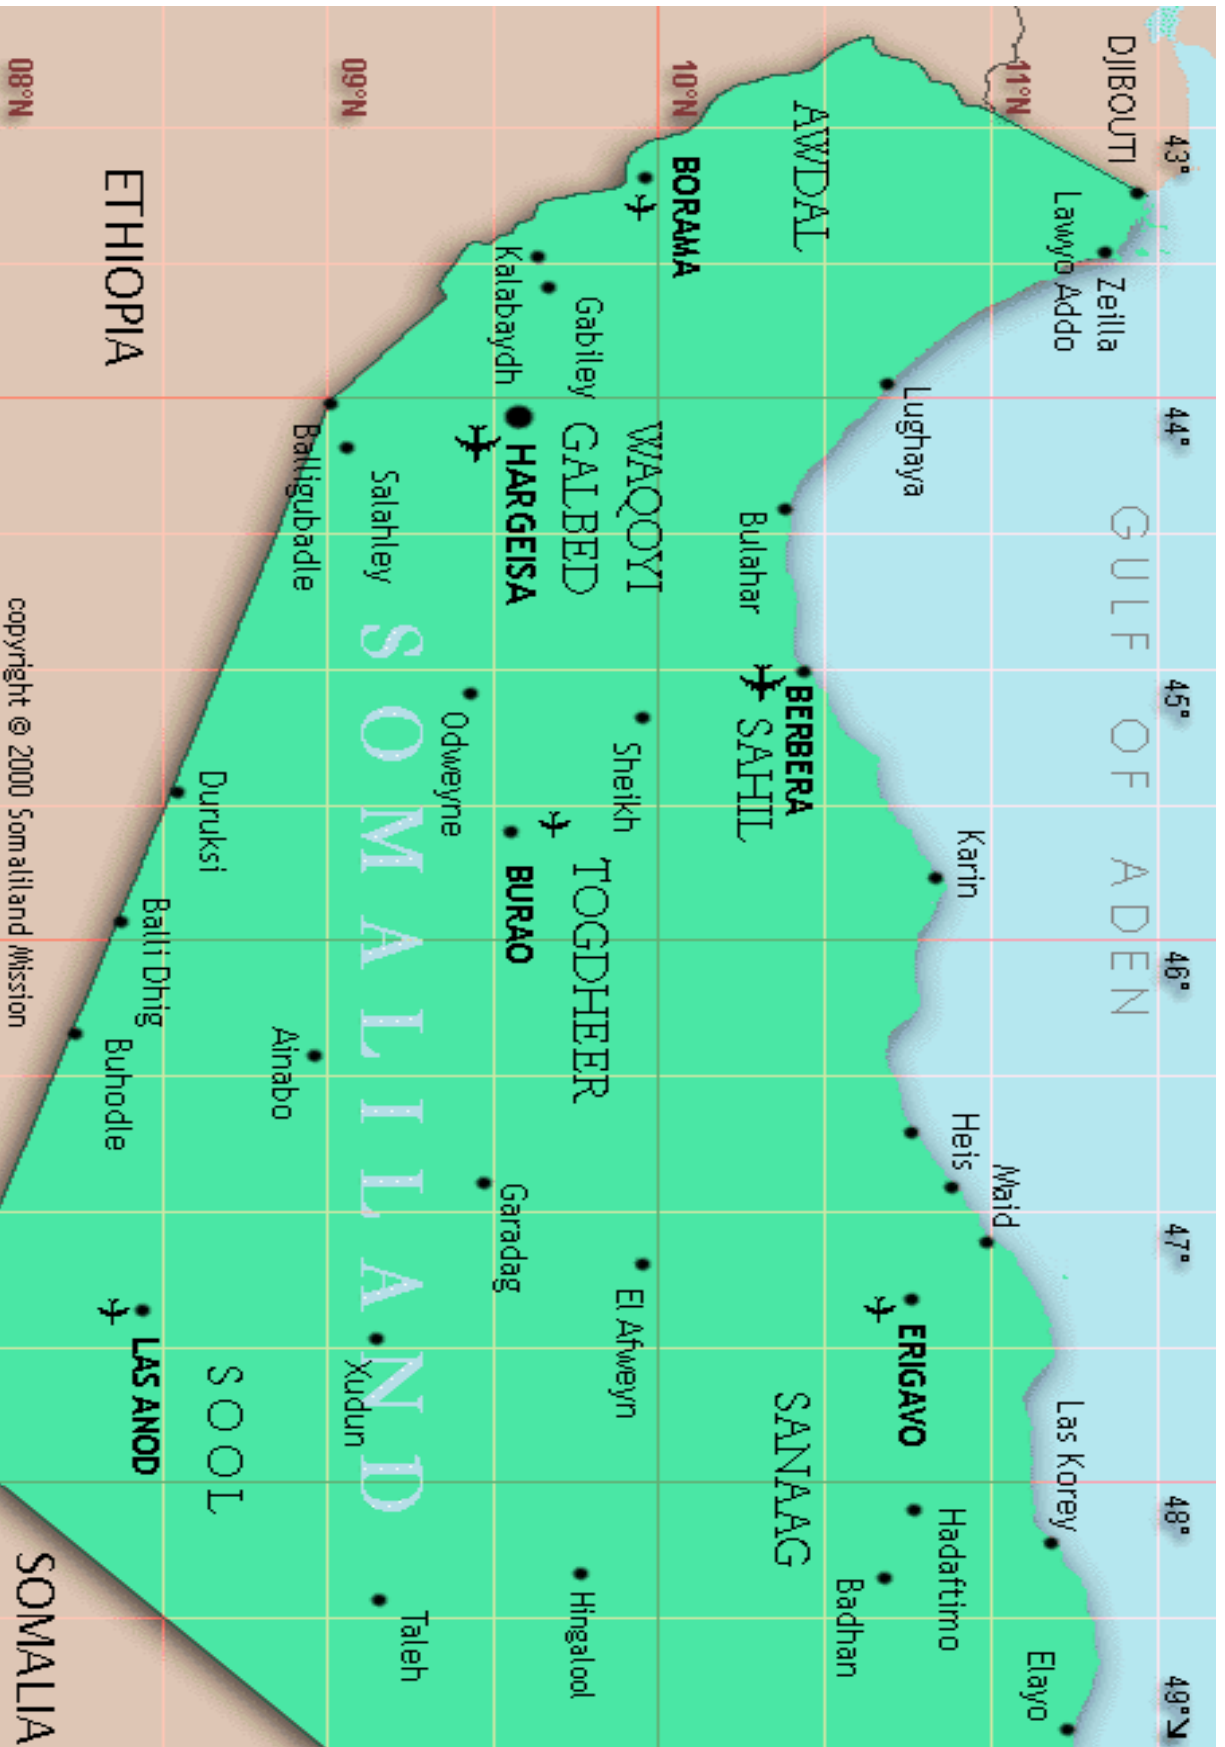 43°
44°
45°
46°
47°
48°
49°
DJIBOUTI
11°N
Zeilla
Lawyo Addo
GULF OF ADEN
Lughaya
Karin
Heis
Maid
Las Korey
Elayo
AWDAL
Bulahar
BERBERA
SAHIL
ERIGAVO
SANAAG
Hadaftimo
Badhan
10°N
BORAMA
WAQOYI
GALBED
Gabiley
Kalabaydh
HARGEISA
Sheikh
TOGDHEER
BURAO
Odweyne
El Afweyn
Garadag
Hingalool
09°N
Salahley
Balligubadle
SOMALILAND
Xudun
Taleh
Ainabo
Duruksi
Balli Dhig
Buhodle
SOOL
LAS ANOD
ETHIOPIA
08°N
copyright © 2000 Somaliland Mission
SOMALIA